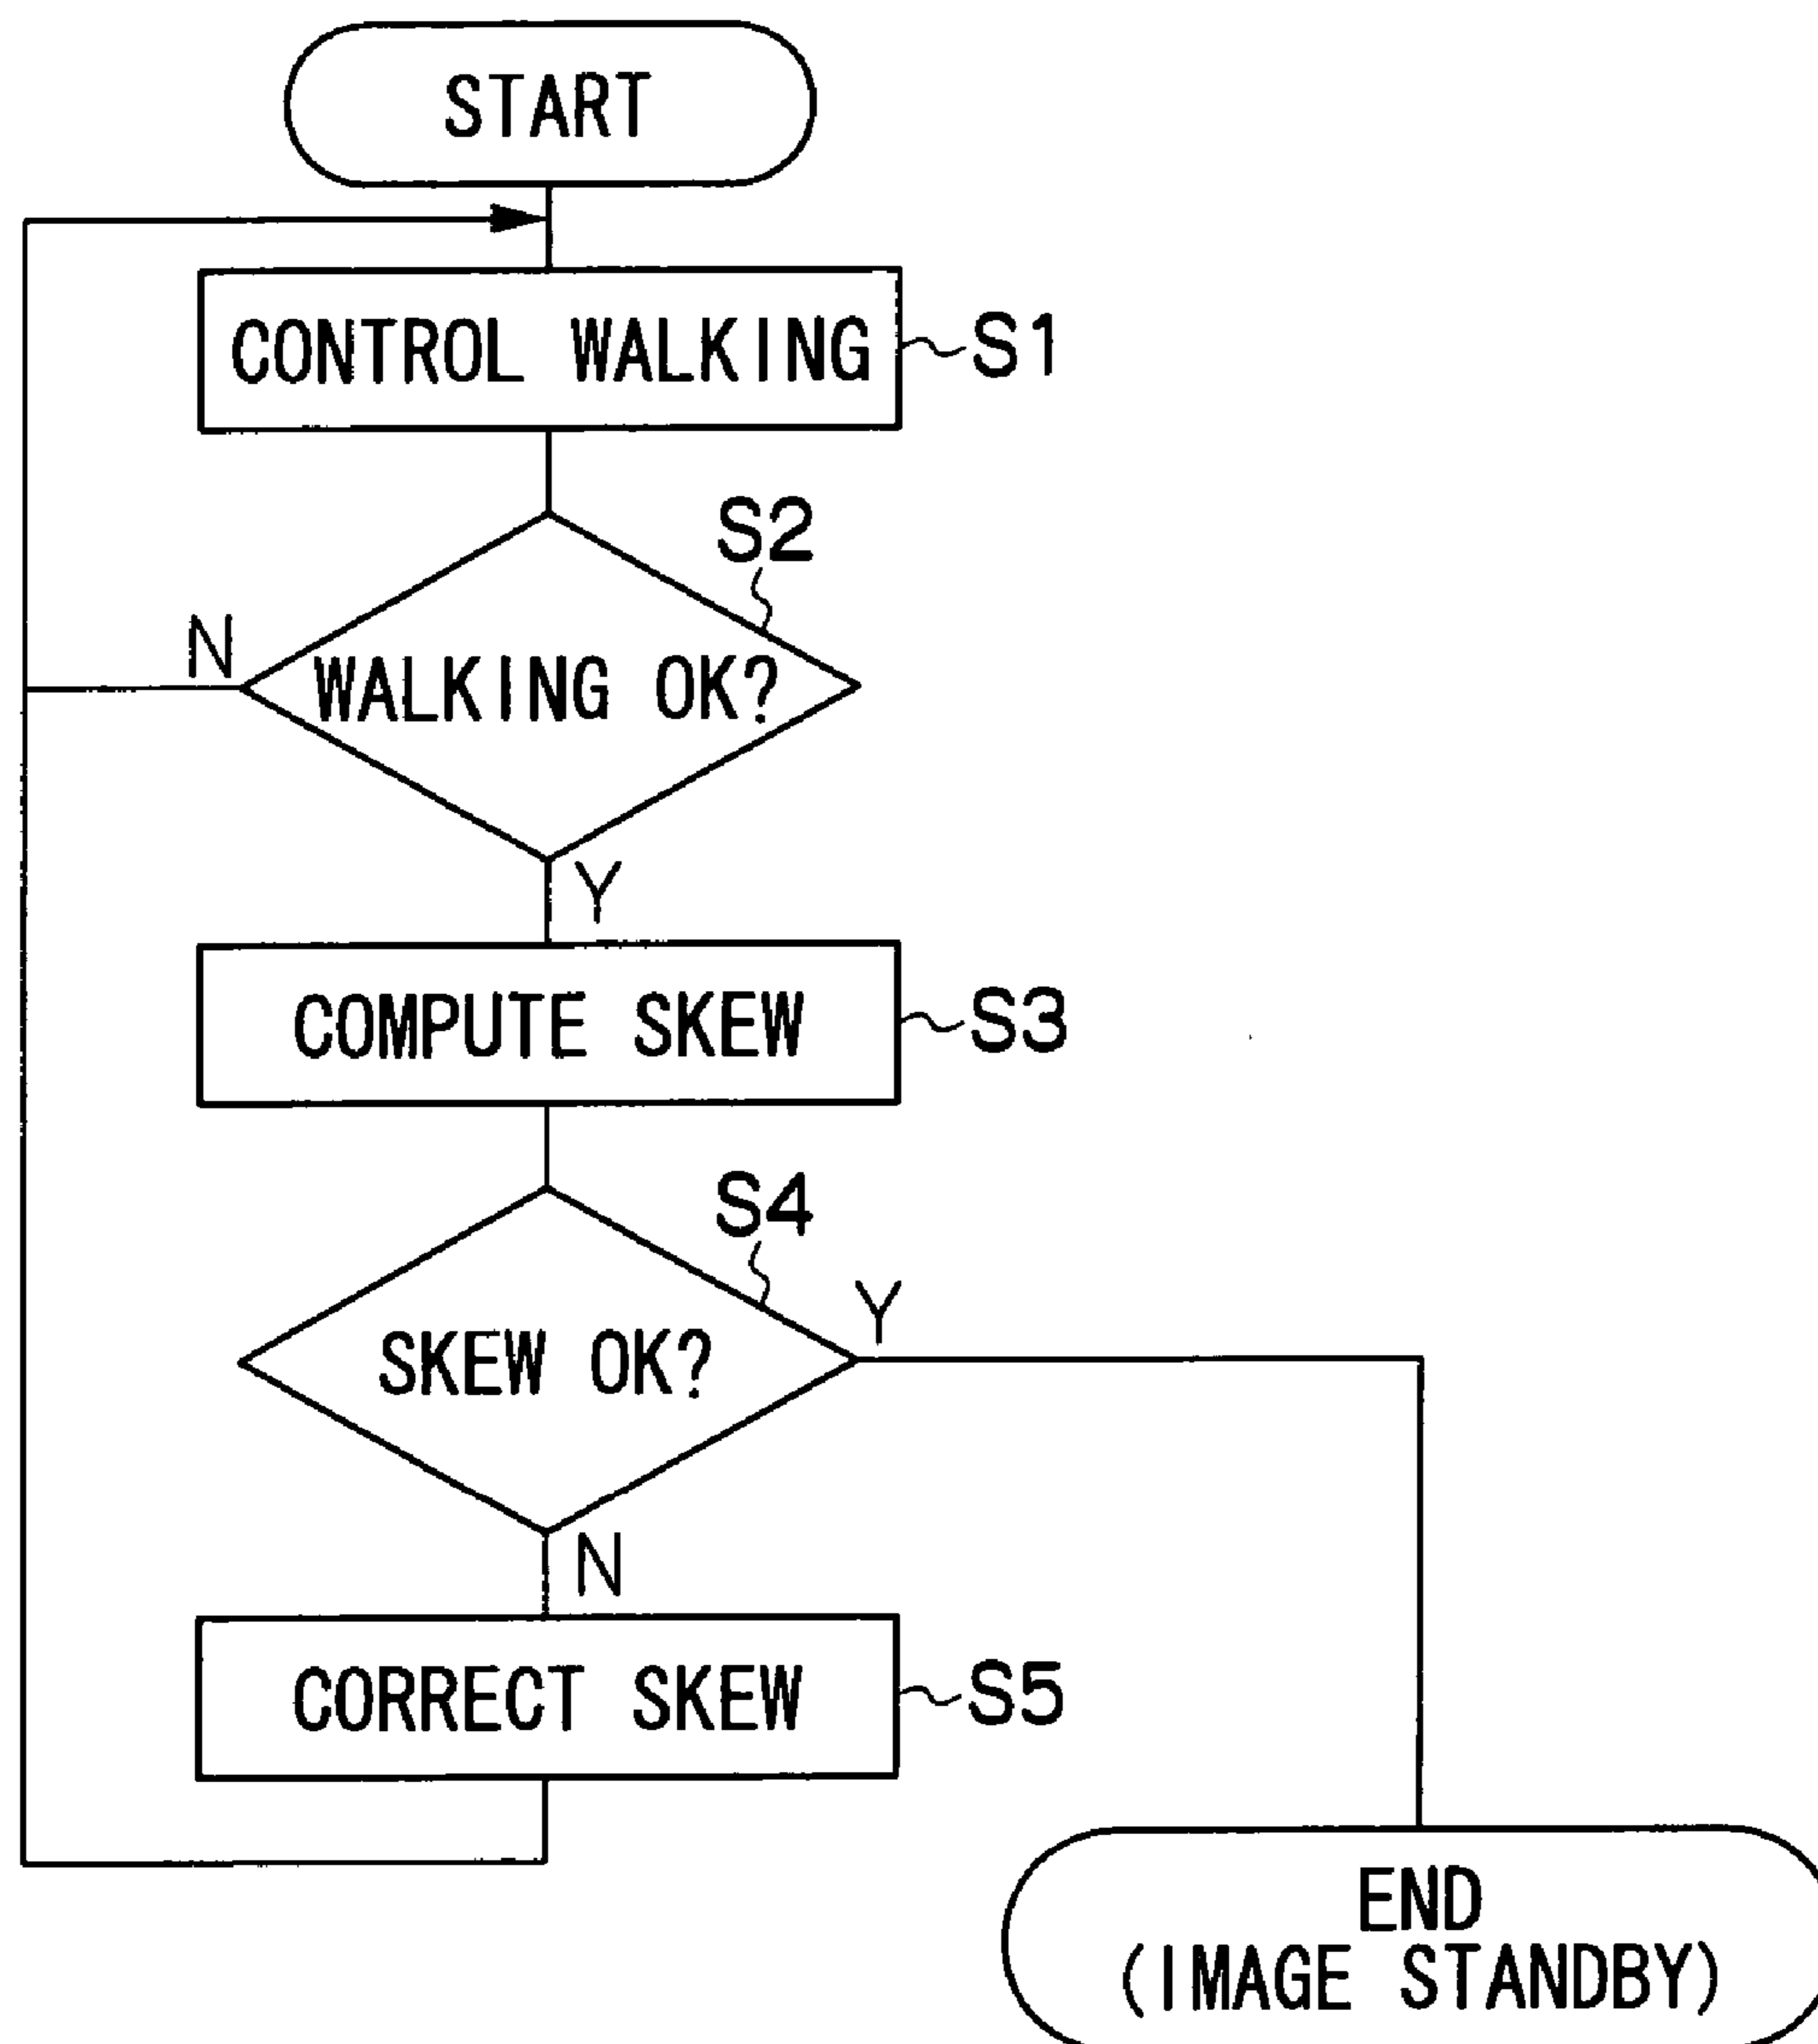 START
CONTROL WALKING
S1
S2
N
WALKING OK?
Y
COMPUTE SKEW
S3
S4
Y
SKEW OK?
N
CORRECT SKEW
S5
END
(IMAGE STANDBY)